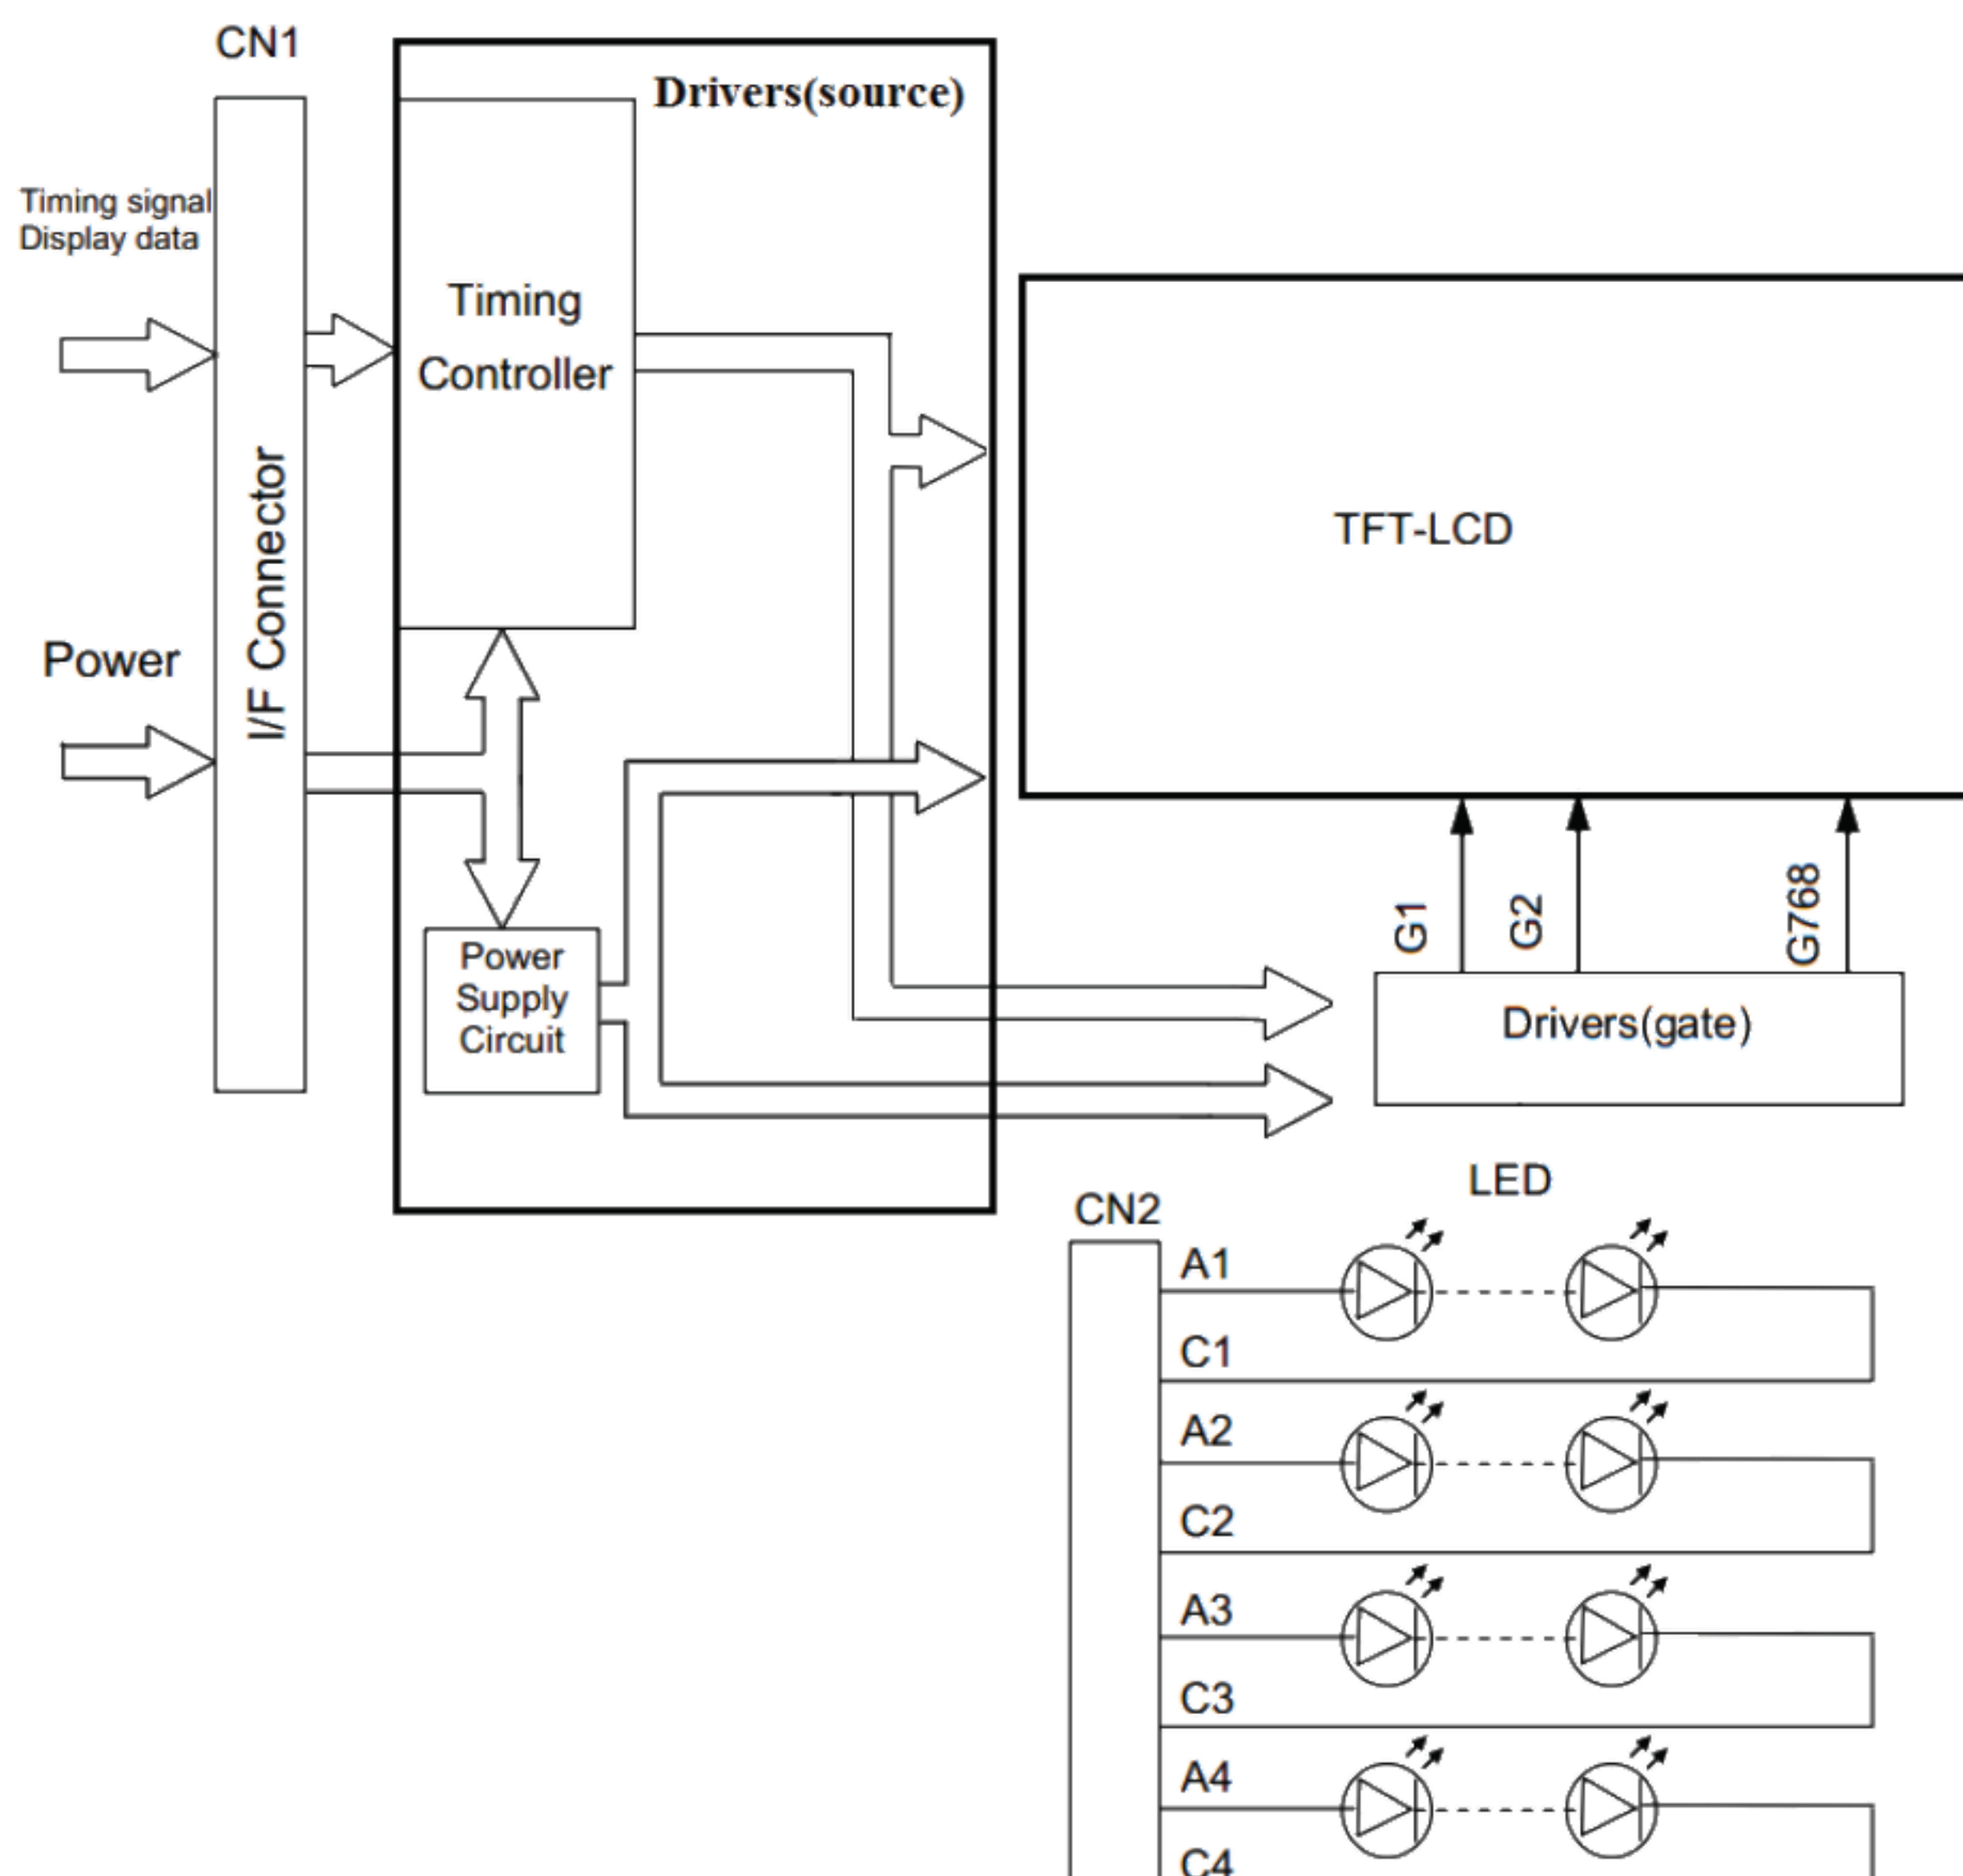 CN1
Drivers(source)
Timing signal
Display data
Timing
Controller
I/F Connector
TFT-LCD
Power
G1
G2
G768
Power
Supply
Circuit
Drivers(gate)
LED
CN2
A1
C1
A2
C2
A3
C3
A4
C4